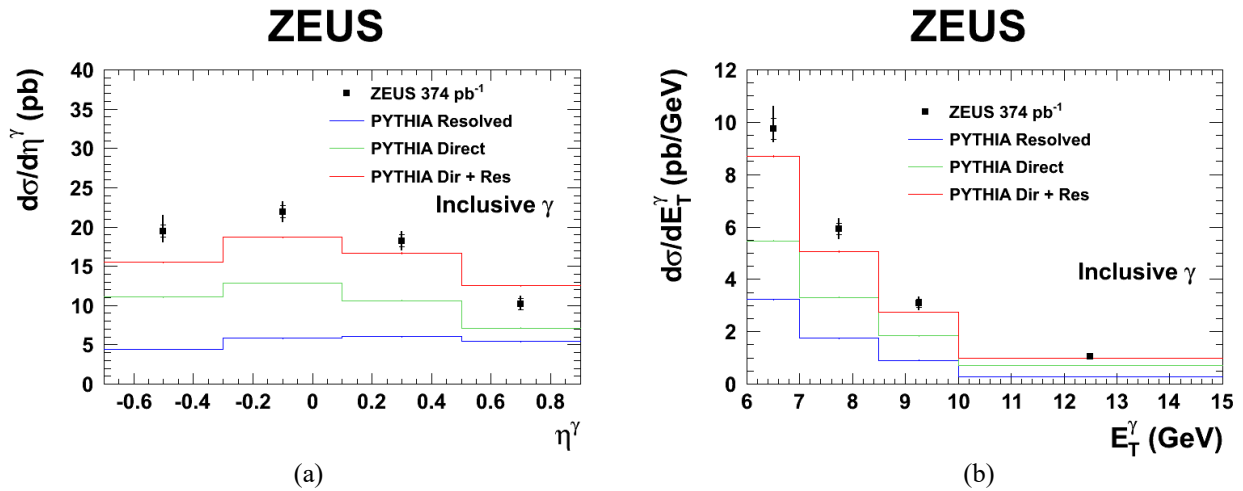 ZEUS
dσ/dη^γ (pb)
40
35
30
25
20
15
10
5
0
ZEUS 374 pb⁻¹
PYTHIA Resolved
PYTHIA Direct
PYTHIA Dir + Res
Inclusive γ
-0.6 -0.4 -0.2 0 0.2 0.4 0.6 0.8
η^γ
(a)
ZEUS
dσ/dE_T^γ (pb/GeV)
12
10
8
6
4
2
0
ZEUS 374 pb⁻¹
PYTHIA Resolved
PYTHIA Direct
PYTHIA Dir + Res
Inclusive γ
6 7 8 9 10 11 12 13 14 15
E_T^γ (GeV)
(b)